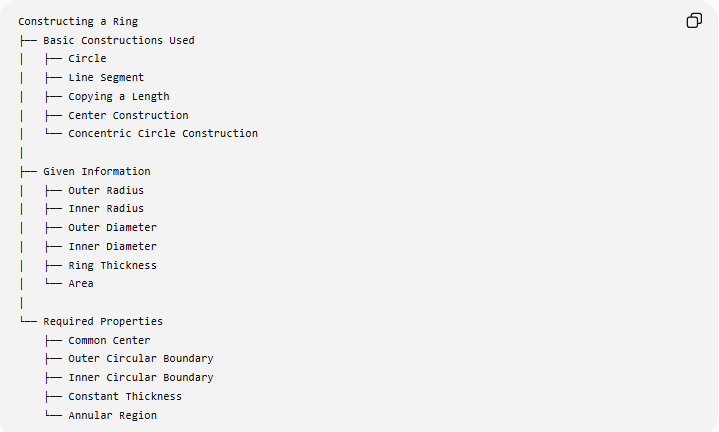 Constructing a Ring
├── Basic Constructions Used
│   ├── Circle
│   ├── Line Segment
│   ├── Copying a Length
│   ├── Center Construction
│   └── Concentric Circle Construction
│
├── Given Information
│   ├── Outer Radius
│   ├── Inner Radius
│   ├── Outer Diameter
│   ├── Inner Diameter
│   ├── Ring Thickness
│   └── Area
│
└── Required Properties
    ├── Common Center
    ├── Outer Circular Boundary
    ├── Inner Circular Boundary
    ├── Constant Thickness
    └── Annular Region